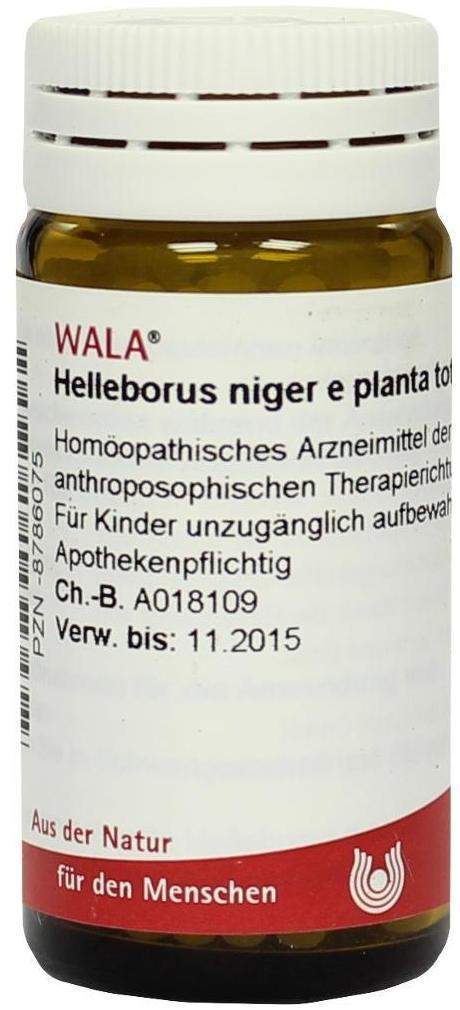 WALA®
Helleborus niger e planta tot
Homöopathisches Arzneimittel der
anthroposophischen Therapiericht
Für Kinder unzugänglich aufbewah
Apothekenpflichtig
Ch.-B. A018109
Verw. bis: 11.2015
PZN -8786075
Aus der Natur
für den Menschen